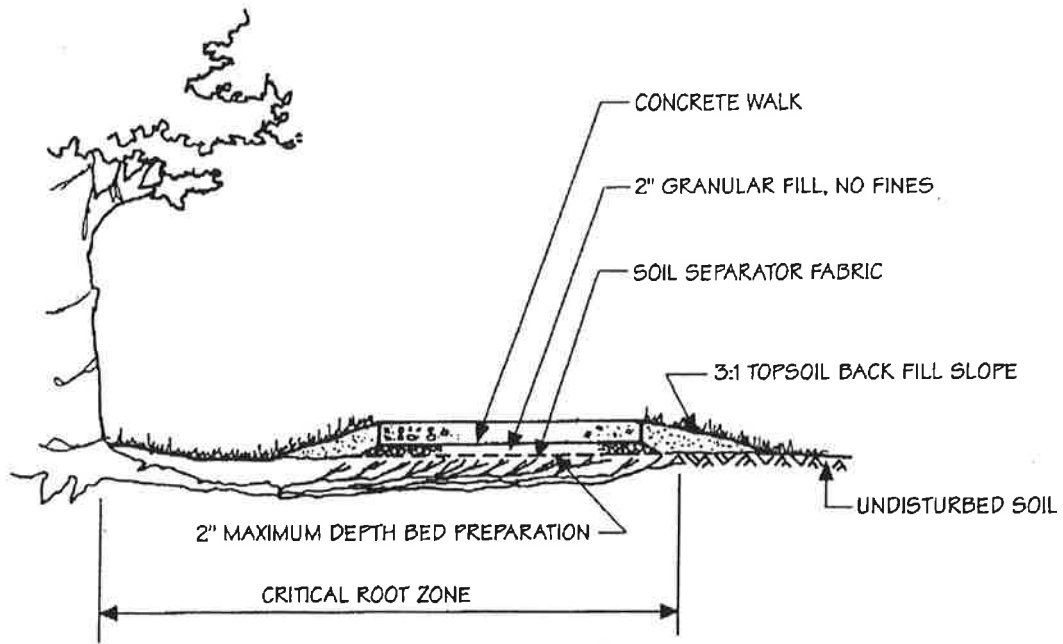 CONCRETE WALK
2" GRANULAR FILL, NO FINES
SOIL SEPARATOR FABRIC
3:1 TOPSOIL BACK FILL SLOPE
UNDISTURBED SOIL
2" MAXIMUM DEPTH BED PREPARATION
CRITICAL ROOT ZONE